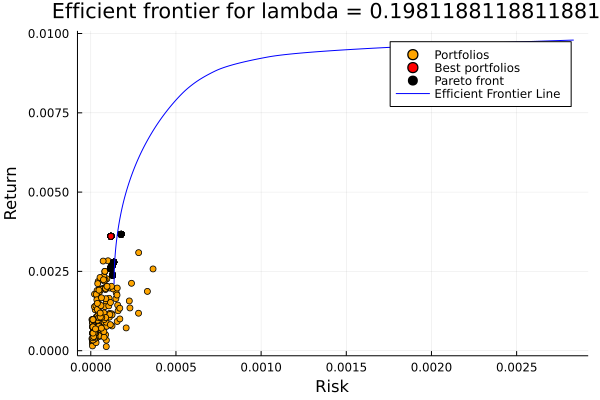 Efficient frontier for lambda = 0.1981188118811881
0.0100
0.0075
0.0050
0.0025
0.0000
Return
Portfolios
Best portfolios
Pareto front
Efficient Frontier Line
0.0000 0.0005 0.0010 0.0015 0.0020 0.0025
Risk